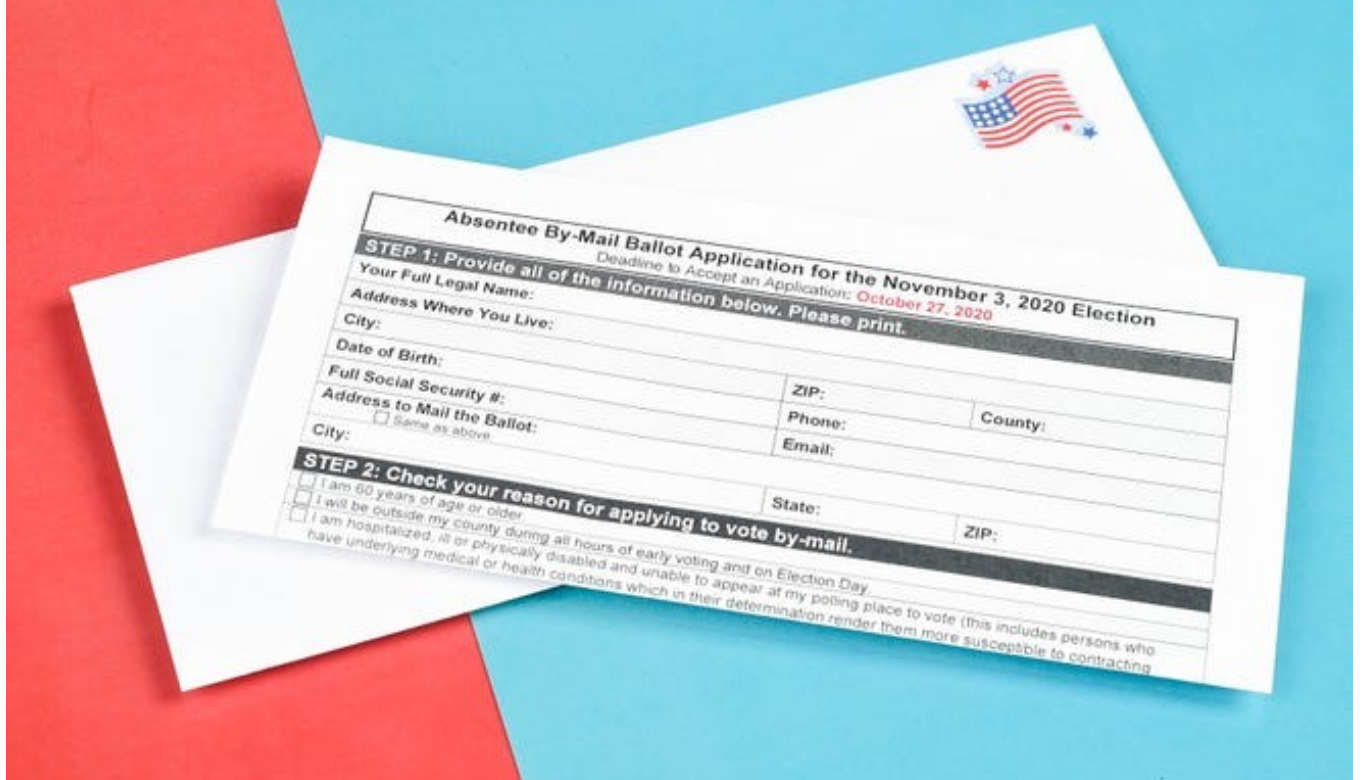 Absentee By-Mail Ballot Application for the November 3, 2020 Election
Deadline to Accept an Application: October 27, 2020
STEP 1: Provide all of the information below. Please print.
Your Full Legal Name:
Address Where You Live:
City: ZIP: County:
Date of Birth: Phone:
Full Social Security #: Email:
Address to Mail the Ballot:
Same as above
City: State: ZIP:
STEP 2: Check your reason for applying to vote by-mail.
I am 60 years of age or older
I will be outside my county during all hours of early voting and on Election Day
I am hospitalized, ill or physically disabled and unable to appear at my polling place to vote (this includes persons who
have underlying medical or health conditions which in their determination render them more susceptible to contracting